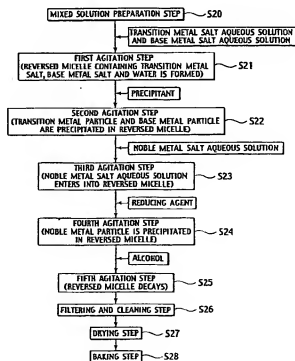 MIXED SOLUTION PREPARATION STEP
S20
TRANSITION METAL SALT AQUEOUS SOLUTION
AND BASE METAL SALT AQUEOUS SOLUTION
FIRST AGITATION STEP
(REVERSED MICELLE CONTAINING TRANSITION METAL
SALT, BASE METAL SALT AND WATER IS FORMED)
S21
PRECIPITANT
SECOND AGITATION STEP
(TRANSITION METAL PARTICLE AND BASE METAL PARTICLE
ARE PRECIPITATED IN REVERSED MICELLE)
S22
NOBLE METAL SALT AQUEOUS SOLUTION
THIRD AGITATION STEP
(NOBLE METAL SALT AQUEOUS SOLUTION
ENTERS INTO REVERSED MICELLE)
S23
REDUCING AGENT
FOURTH AGITATION STEP
(NOBLE METAL PARTICLE IS PRECIPITATED
IN REVERSED MICELLE)
S24
ALCOHOL
FIFTH AGITATION STEP
(REVERSED MICELLE DECAYS)
S25
FILTERING AND CLEANING STEP
S26
DRYING STEP
S27
BAKING STEP
S28